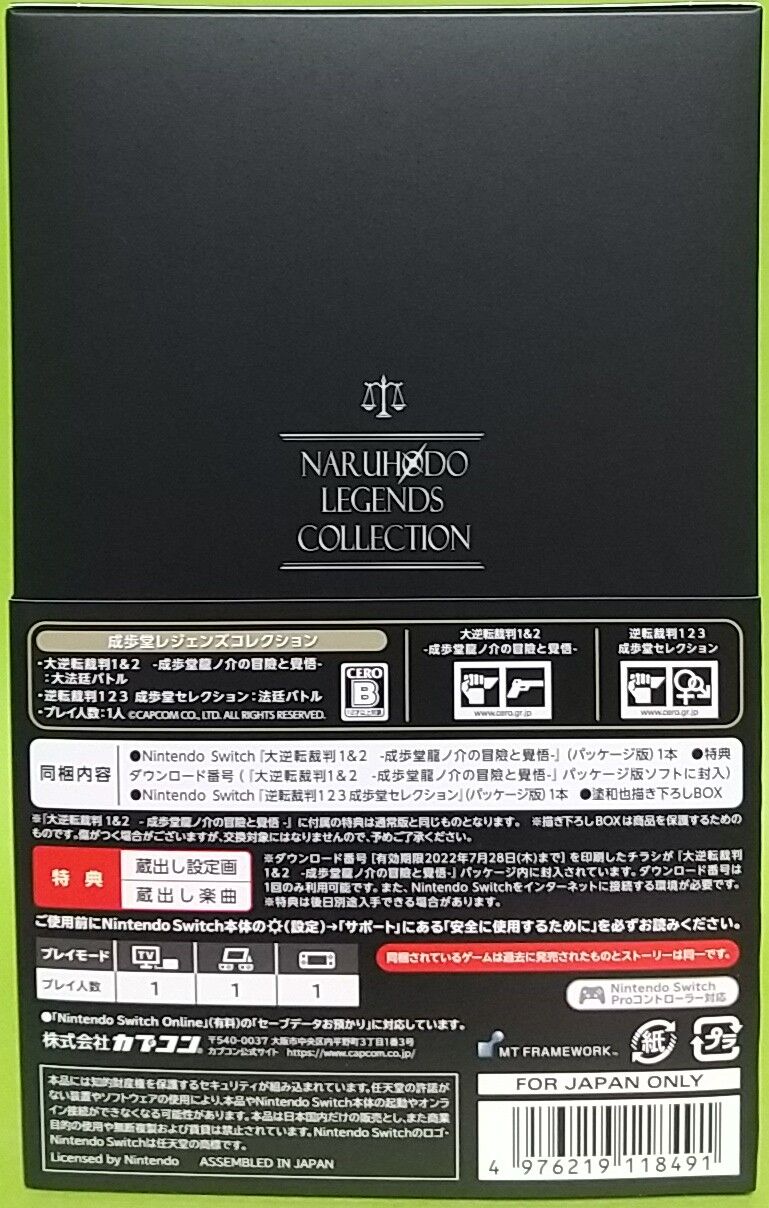 NARUHODO
LEGENDS
COLLECTION
成歩堂レジェンズコレクション
・大逆転裁判1&2 -成歩堂龍ノ介の冒險と覺悟-
：大法廷バトル
・逆転裁判123 成歩堂セレクション：法廷バトル
・プレイ人数：1人 ©CAPCOM CO., LTD. ALL RIGHTS RESERVED.
CERO
B
12才以上対象
大逆転裁判1&2
-成歩堂龍ノ介の冒險と覺悟-
www.cero.gr.jp
逆転裁判123
成歩堂セレクション
www.cero.gr.jp
同梱内容
●Nintendo Switch『大逆転裁判1&2 -成歩堂龍ノ介の冒險と覺悟-』(パッケージ版)1本 ●特典
ダウンロード番号(『大逆転裁判1&2 -成歩堂龍ノ介の冒險と覺悟-』パッケージ版ソフトに封入)
●Nintendo Switch『逆転裁判123成歩堂セレクション』(パッケージ版)1本 ●塗和也描き下ろしBOX
※『大逆転裁判 1&2 -成歩堂龍ノ介の冒險と覺悟-』に付属の特典は通常版と同じものとなります。 ※描き下ろしBOXは商品を保護するための
ものです。傷がつく場合がございますが、交換対象にはなりませんので、予めご了承ください。
特典
蔵出し設定画
蔵出し楽曲
※ダウンロード番号[有効期限2022年7月28日(木)まで]を印刷したチラシが『大逆転裁判
1&2 -成歩堂龍ノ介の冒險と覺悟-』パッケージ内に封入されています。ダウンロード番号は
1回のみ利用可能です。また、Nintendo Switchをインターネットに接続する環境が必要です。
※特典は後日別途入手できる場合があります。
ご使用前にNintendo Switch本体の(設定)→「サポート」にある「安全に使用するために」を必ずお読みください。
プレイモード
TV
プレイ人数
1
1
1
同梱されているゲームは過去に発売されたものとストーリーは同一です。
Nintendo Switch
Proコントローラー対応
●「Nintendo Switch Online」(有料)の「セーブデータお預かり」に対応しています。
株式会社カプコン
〒540-0037 大阪市中央区内平野町3丁目1番3号
カプコン公式サイト https://www.capcom.co.jp/
MT FRAMEWORK™
紙
プラ
本品には知的財産権を保護するセキュリティが組み込まれています。任天堂の許諾が
ない装置やソフトウェアの使用により、本品やNintendo Switch本体の起動やオンラ
イン接続ができなくなる可能性があります。本品は日本国内だけの販売とし、また商業
目的の使用や無断複製および賃貸は禁止されています。Nintendo Switchのロゴ・
Nintendo Switchは任天堂の商標です。
Licensed by Nintendo ASSEMBLED IN JAPAN
FOR JAPAN ONLY
4 976219 118491